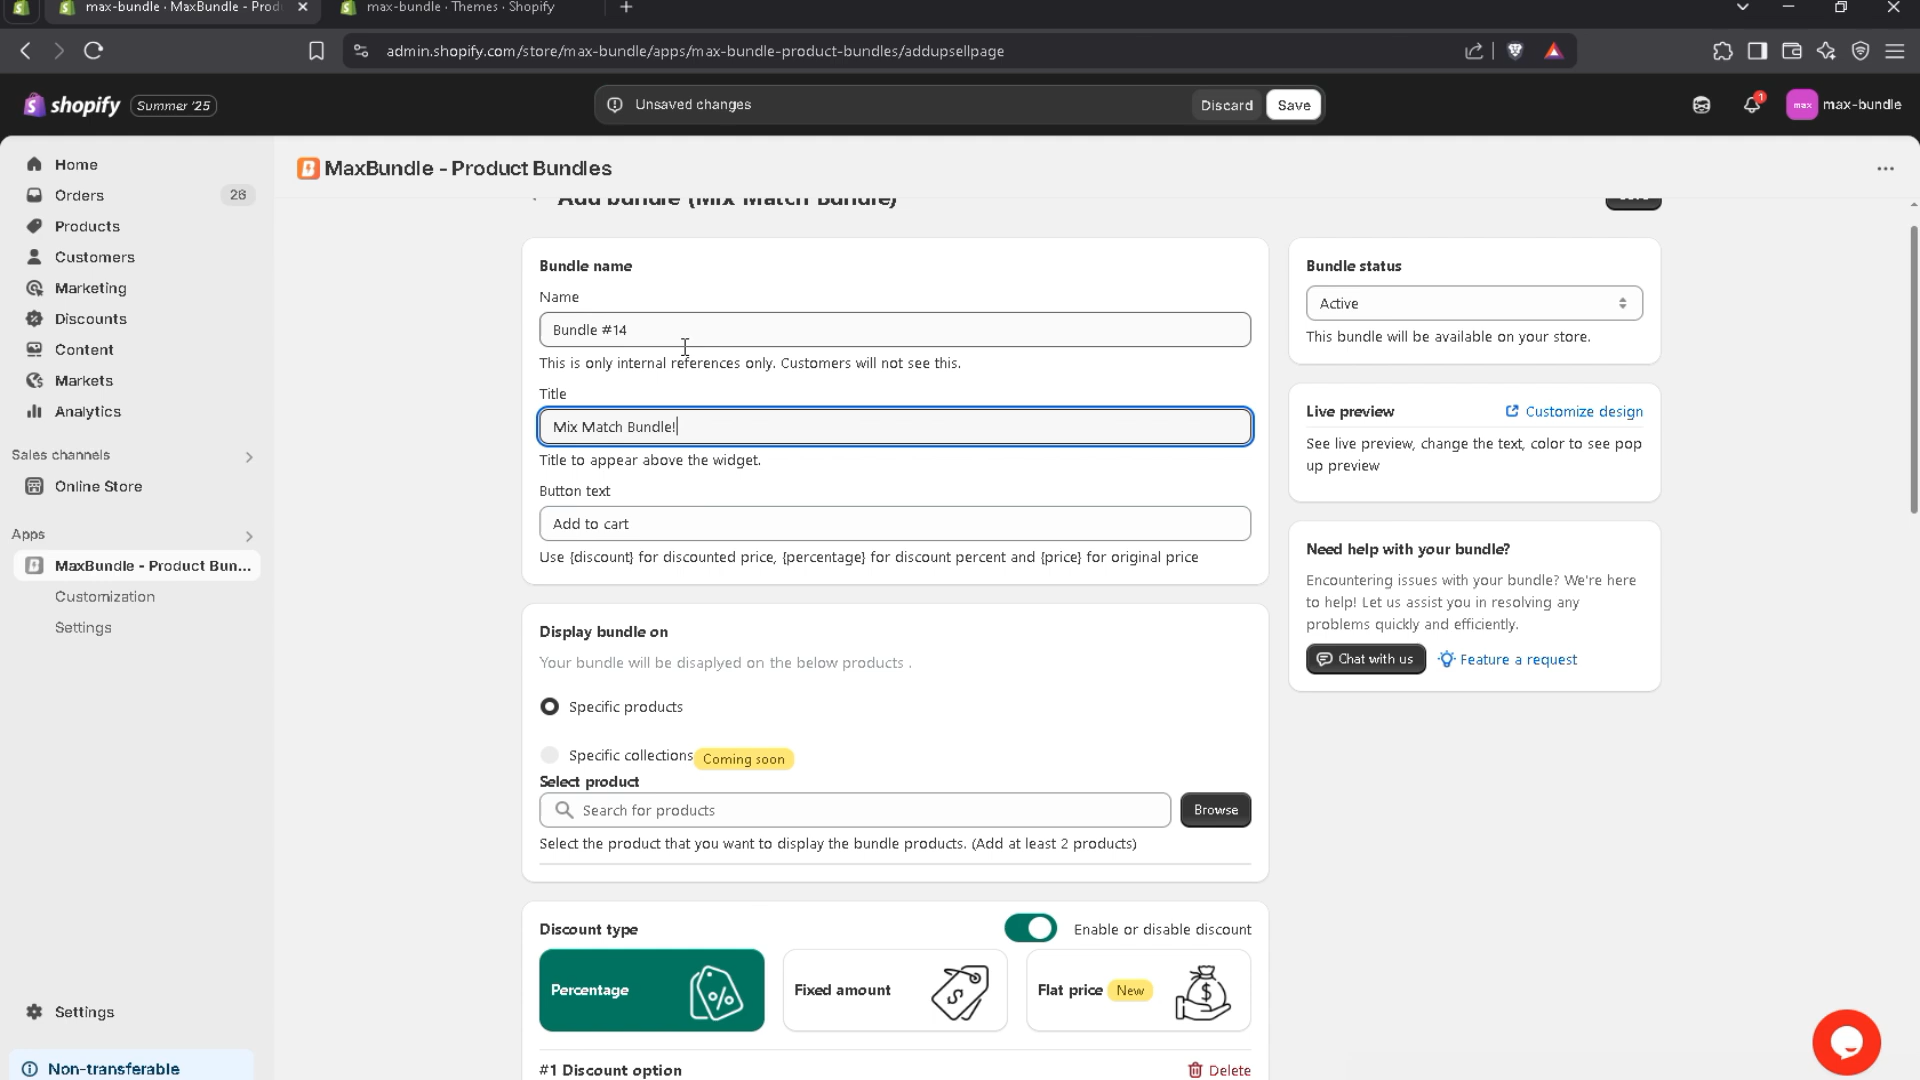 max-bundle · MaxBundle - Prod
max-bundle · Themes · Shopify
admin.shopify.com/store/max-bundle/apps/max-bundle-product-bundles/addupsellpage
shopify Summer '25
Unsaved changes
Discard
Save
1
max
max-bundle
Home
Orders
26
Products
Customers
Marketing
Discounts
Content
Markets
Analytics
Sales channels
Online Store
Apps
MaxBundle - Product Bun...
Customization
Settings
Settings
Non-transferable
MaxBundle - Product Bundles
Add bundle (Mix Match Bundle)
Bundle name
Name
Bundle #14
This is only internal references only. Customers will not see this.
Title
Mix Match Bundle!
Title to appear above the widget.
Button text
Add to cart
Use {discount} for discounted price, {percentage} for discount percent and {price} for original price
Display bundle on
Your bundle will be disaplyed on the below products .
Specific products
Specific collections Coming soon
Select product
Search for products
Browse
Select the product that you want to display the bundle products. (Add at least 2 products)
Discount type
Enable or disable discount
Percentage
Fixed amount
Flat price New
#1 Discount option
Delete
Bundle status
Active
This bundle will be available on your store.
Live preview
Customize design
See live preview, change the text, color to see pop
up preview
Need help with your bundle?
Encountering issues with your bundle? We're here
to help! Let us assist you in resolving any
problems quickly and efficiently.
Chat with us
Feature a request